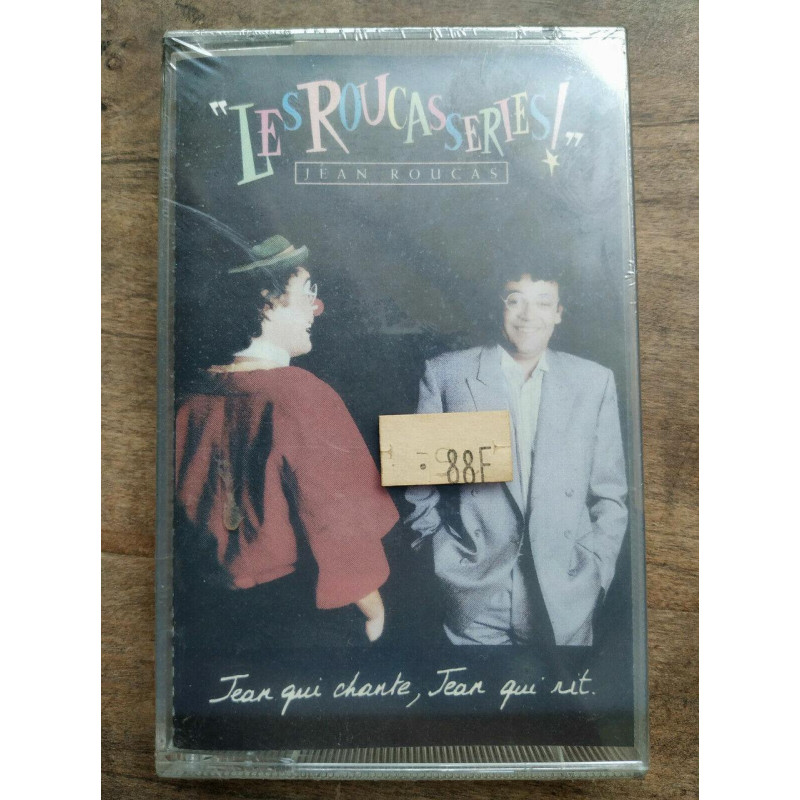 "LES ROUCASSERIES!"
JEAN ROUCAS
88F
Jean qui chante, Jean qui rit.